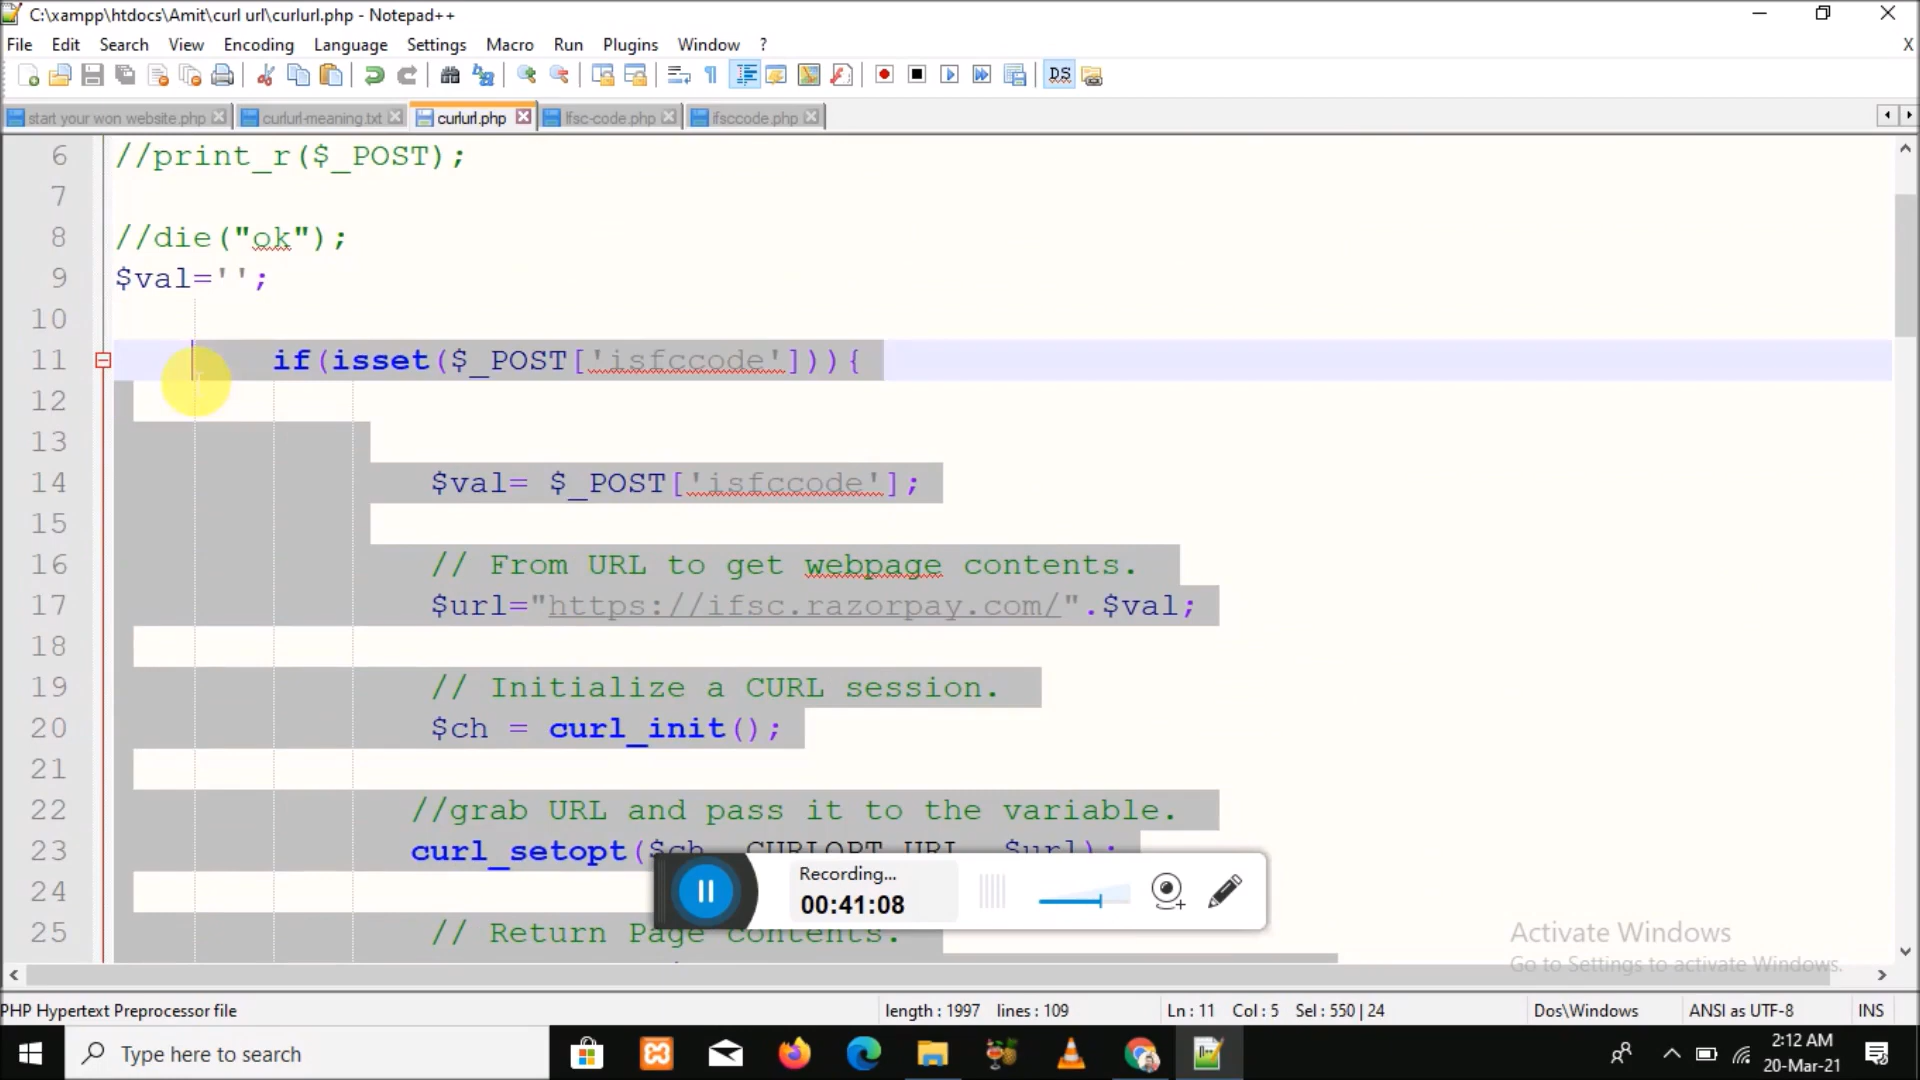 C:\xampp\htdocs\Amit\curl url\curlurl.php - Notepad++
File Edit Search View Encoding Language Settings Macro Run Plugins Window ? X
start your won website.php curlurl-meaning.txt curlurl.php Ifsc-code.php ifsccode.php
6 //print_r($_POST);
7
8 //die("ok");
9 $val='';
10
11 if(isset($_POST['isfccode'])){
12
13
14 $val= $_POST['isfccode'];
15
16 // From URL to get webpage contents.
17 $url="https://ifsc.razorpay.com/".$val;
18
19 // Initialize a CURL session.
20 $ch = curl_init();
21
22 //grab URL and pass it to the variable.
23 curl_setopt($ch, CURLOPT_URL, $url);
24
25 // Return Page contents.
Recording...
00:41:08
Activate Windows
Go to Settings to activate Windows.
PHP Hypertext Preprocessor file length : 1997 lines : 109 Ln : 11 Col : 5 Sel : 550 | 24 Dos\Windows ANSI as UTF-8 INS
Type here to search
2:12 AM
20-Mar-21